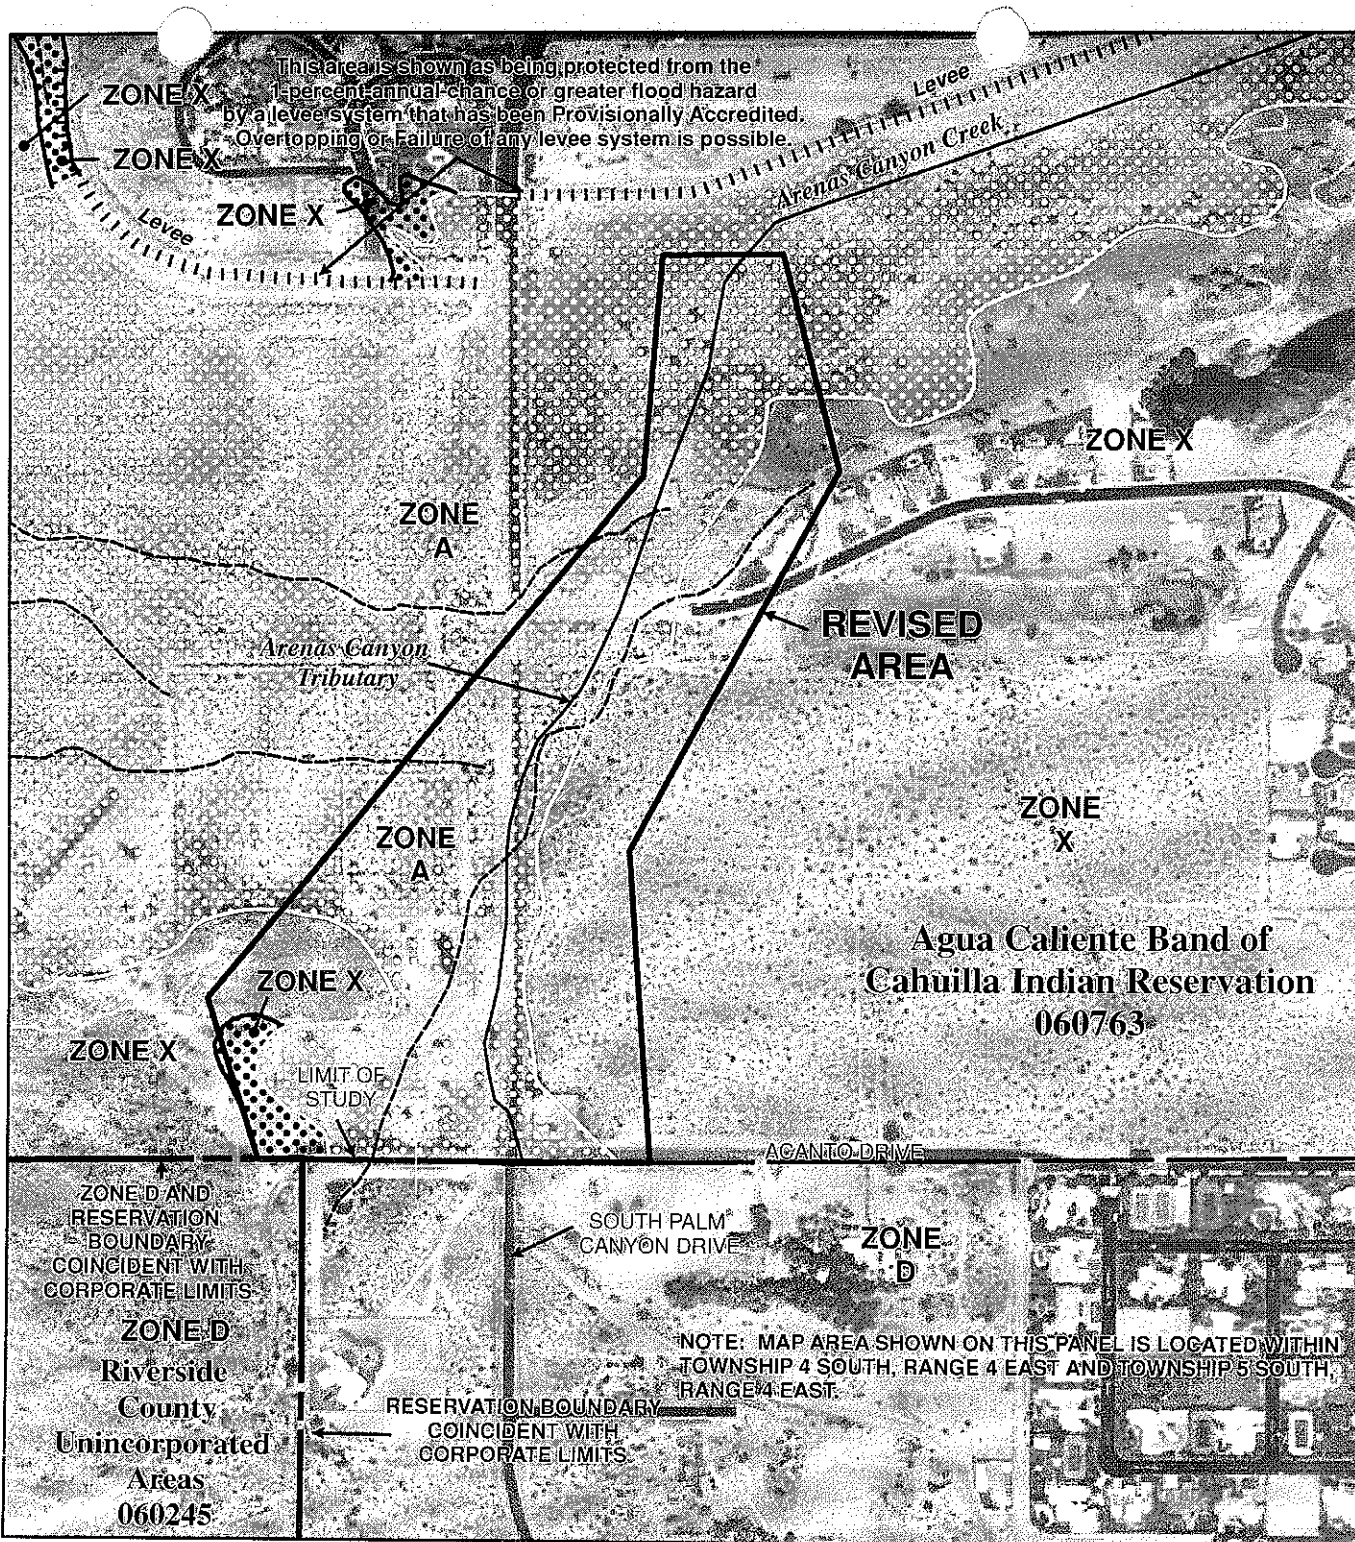 This area is shown as being protected from the
1-percent-annual-chance or greater flood hazard
by a levee system that has been Provisionally Accredited.
Overtopping or Failure of any levee system is possible.
ZONE X
ZONE X
ZONE X
Levee
Levee
Arenas Canyon Creek
ZONE X
ZONE
A
Arenas Canyon
Tributary
REVISED
AREA
ZONE
A
ZONE
X
Agua Caliente Band of
Cahuilla Indian Reservation
060763
ZONE X
ZONE X
LIMIT OF
STUDY
ACANTO DRIVE
ZONE D AND
RESERVATION
BOUNDARY
COINCIDENT WITH
CORPORATE LIMITS
SOUTH PALM
CANYON DRIVE
ZONE
D
ZONE D
Riverside
County
Unincorporated
Areas
060245
NOTE: MAP AREA SHOWN ON THIS PANEL IS LOCATED WITHIN
TOWNSHIP 4 SOUTH, RANGE 4 EAST AND TOWNSHIP 5 SOUTH,
RANGE 4 EAST.
RESERVATION BOUNDARY
COINCIDENT WITH
CORPORATE LIMITS